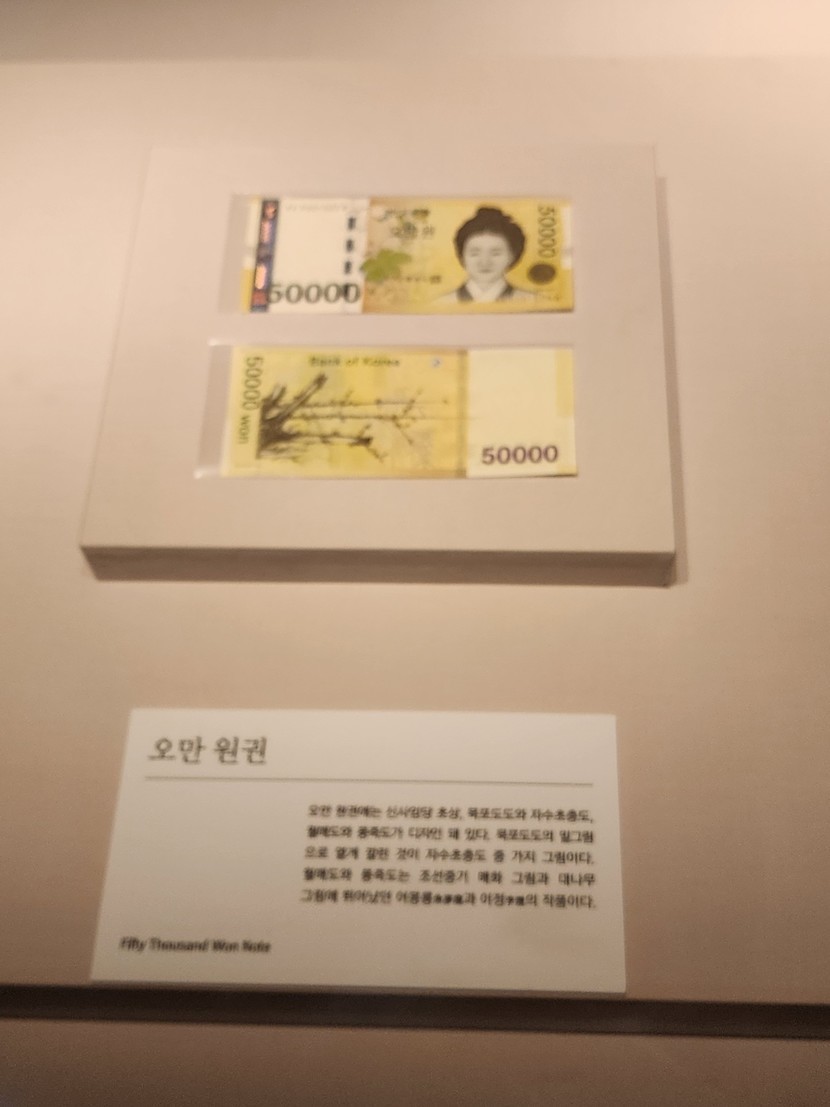 50000
오만 원
50000
Bank of Korea
50000 won
50000
오만 원권
오만 원권에는 신사임당 초상, 묵포도도와 자수초충도,
월매도와 풍죽도가 디자인 돼 있다. 묵포도도의 밑그림
으로 옅게 깔린 것이 자수초충도 중 가지 그림이다.
월매도와 풍죽도는 조선중기 매화 그림과 대나무
그림에 뛰어났던 어몽룡과 이정의 작품이다.
Fifty Thousand Won Note